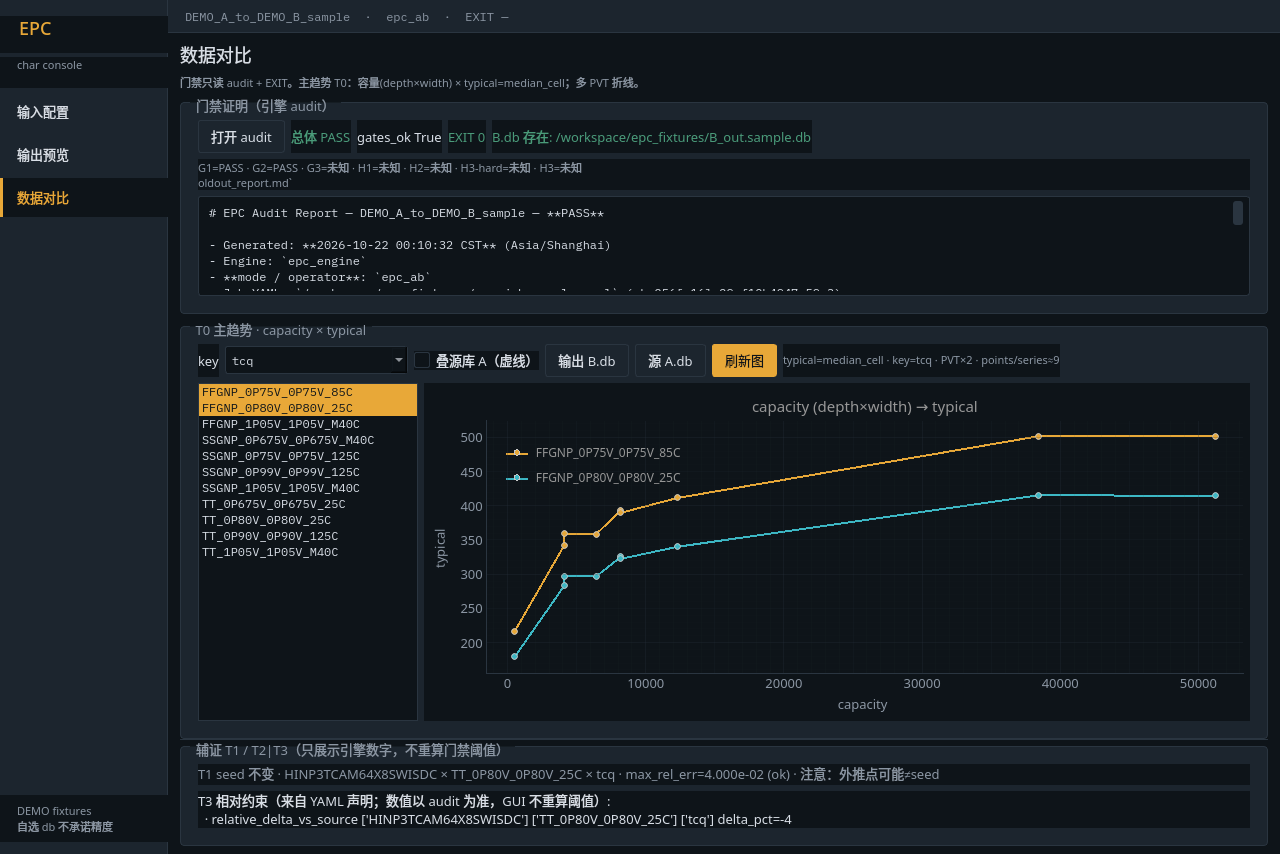 EPC
char console
输入配置
输出预览
数据对比
DEMO fixtures
自选 db 不承诺精度
DEMO_A_to_DEMO_B_sample · epc_ab · EXIT —
数据对比
门禁只读 audit + EXIT。主趋势 T0：容量(depth×width) × typical=median_cell；多 PVT 折线。
门禁证明（引擎 audit）
打开 audit 总体 PASS gates_ok True EXIT 0 B.db 存在: /workspace/epc_fixtures/B_out.sample.db
G1=PASS · G2=PASS · G3=未知 · H1=未知 · H2=未知 · H3-hard=未知 · H3=未知
oldout_report.md`
# EPC Audit Report — DEMO_A_to_DEMO_B_sample — **PASS**
- Generated: **2026-10-22 00:10:32 CST** (Asia/Shanghai)
- Engine: `epc_engine`
- **mode / operator**: `epc_ab`
T0 主趋势 · capacity × typical
key tcq 叠源库 A（虚线） 输出 B.db 源 A.db 刷新图 typical=median_cell · key=tcq · PVT×2 · points/series=9
FFGNP_0P75V_0P75V_85C
FFGNP_0P80V_0P80V_25C
FFGNP_1P05V_1P05V_M40C
SSGNP_0P675V_0P675V_M40C
SSGNP_0P75V_0P75V_125C
SSGNP_0P99V_0P99V_125C
SSGNP_1P05V_1P05V_M40C
TT_0P675V_0P675V_25C
TT_0P80V_0P80V_25C
TT_0P90V_0P90V_125C
TT_1P05V_1P05V_M40C
capacity (depth×width) → typical
FFGNP_0P75V_0P75V_85C
FFGNP_0P80V_0P80V_25C
typical
500
450
400
350
300
250
200
0 10000 20000 30000 40000 50000
capacity
辅证 T1 / T2|T3（只展示引擎数字，不重算门禁阈值）
T1 seed 不变 · HINP3TCAM64X8SWISDC × TT_0P80V_0P80V_25C × tcq · max_rel_err=4.000e-02 (ok) · 注意：外推点可能≠seed
T3 相对约束（来自 YAML 声明；数值以 audit 为准，GUI 不重算阈值）：
· relative_delta_vs_source ['HINP3TCAM64X8SWISDC'] ['TT_0P80V_0P80V_25C'] ['tcq'] delta_pct=-4